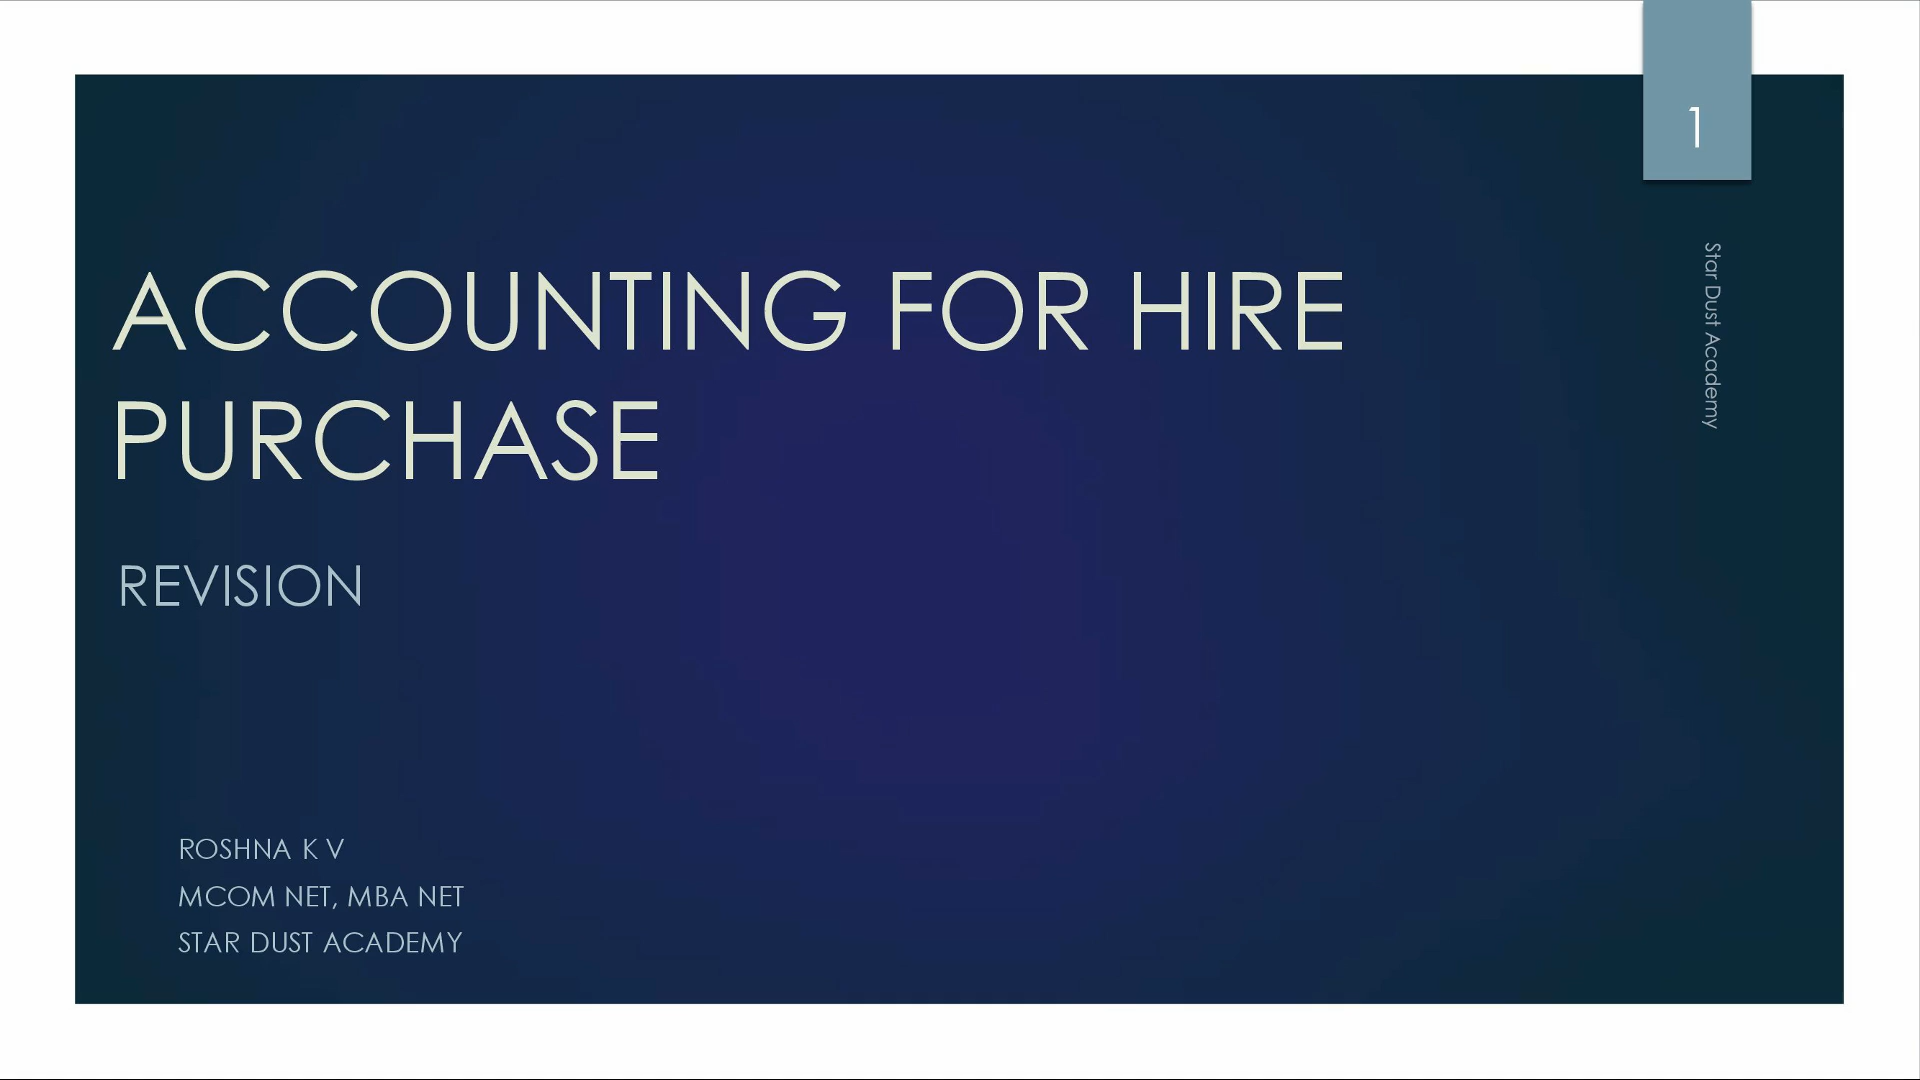 1
Star Dust Academy
ACCOUNTING FOR HIRE
PURCHASE
REVISION
ROSHNA K V
MCOM NET, MBA NET
STAR DUST ACADEMY